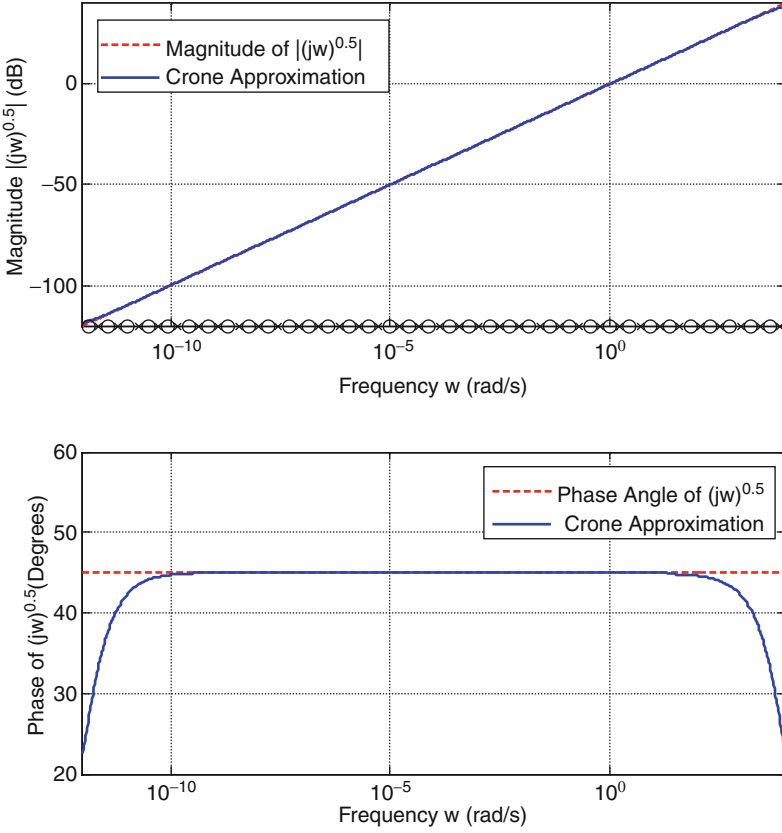 Magnitude of |(jw)^0.5|
Crone Approximation
Magnitude |(jw)^0.5| (dB)
0
−50
−100
10^−10
10^−5
10^0
Frequency w (rad/s)
60
50
40
30
20
Phase of (jw)^0.5(Degrees)
Phase Angle of (jw)^0.5
Crone Approximation
10^−10
10^−5
10^0
Frequency w (rad/s)